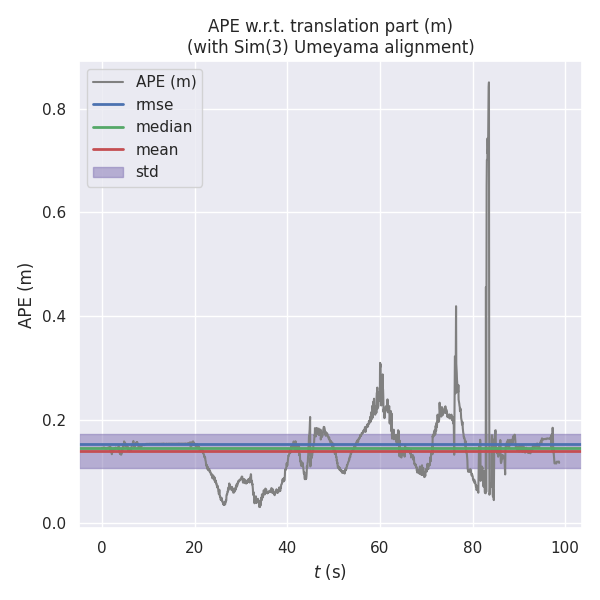 APE w.r.t. translation part (m)
(with Sim(3) Umeyama alignment)
APE (m)
rmse
median
mean
std
APE (m)
0.8
0.6
0.4
0.2
0.0
0 20 40 60 80 100
t (s)